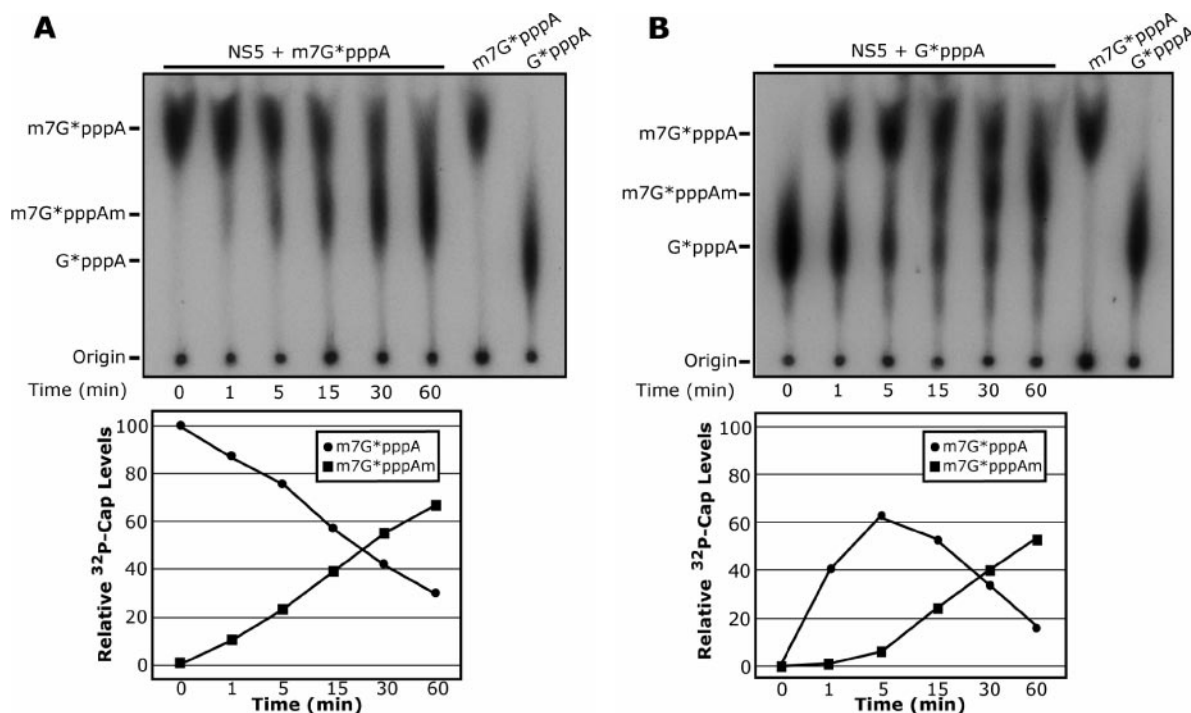 A
NS5 + m7G*pppA
m7G*pppA
G*pppA
m7G*pppA
m7G*pppAm
G*pppA
Origin
Time (min) 0 1 5 15 30 60
Relative 32P-Cap Levels
100
80
60
40
20
0
m7G*pppA
m7G*pppAm
0 1 5 15 30 60
Time (min)
B
NS5 + G*pppA
m7G*pppA
G*pppA
m7G*pppA
m7G*pppAm
G*pppA
Origin
Time (min) 0 1 5 15 30 60
Relative 32P-Cap Levels
100
80
60
40
20
0
m7G*pppA
m7G*pppAm
0 1 5 15 30 60
Time (min)